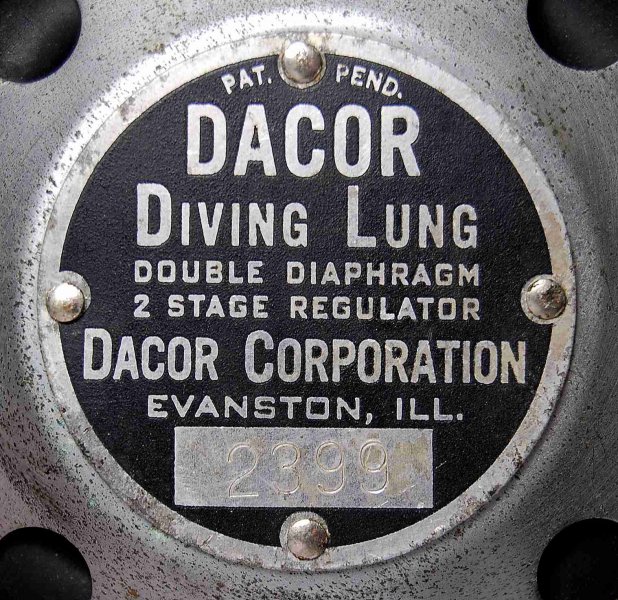 PAT. PEND.
DACOR
DIVING LUNG
DOUBLE DIAPHRAGM
2 STAGE REGULATOR
DACOR CORPORATION
EVANSTON, ILL.
2399